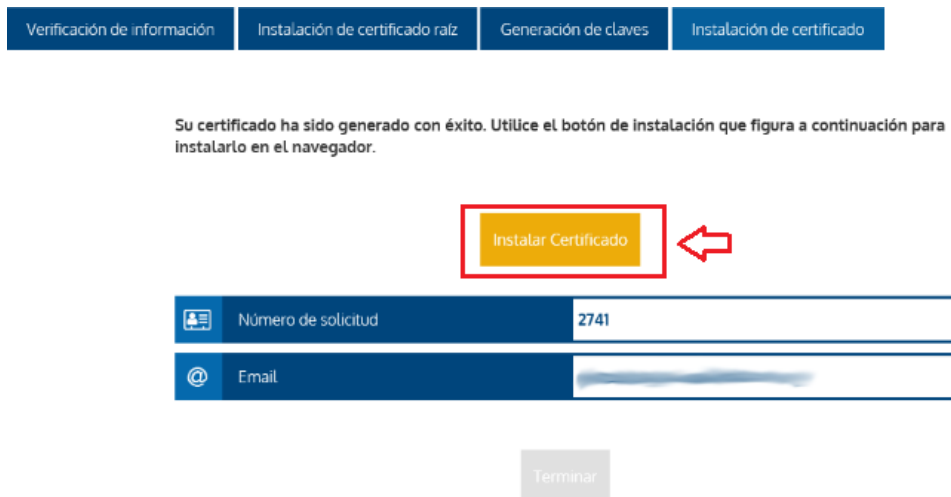 Verificación de información
Instalación de certificado raíz
Generación de claves
Instalación de certificado
Su certificado ha sido generado con éxito. Utilice el botón de instalación que figura a continuación para
instalarlo en el navegador.
Instalar Certificado
Número de solicitud
2741
@
Email
Terminar